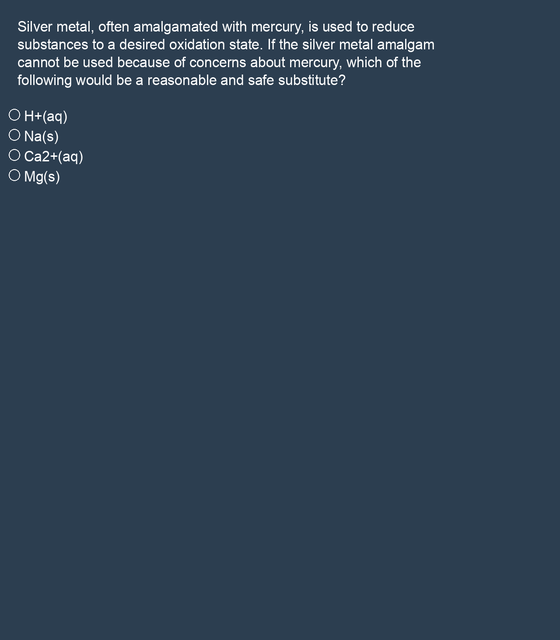 Silver metal, often amalgamated with mercury, is used to reduce
substances to a desired oxidation state. If the silver metal amalgam
cannot be used because of concerns about mercury, which of the
following would be a reasonable and safe substitute?
H+(aq)
Na(s)
Ca2+(aq)
Mg(s)